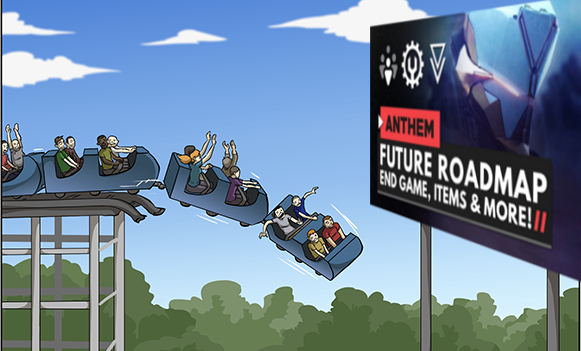 ANTHEM
FUTURE ROADMAP
END GAME, ITEMS & MORE!//